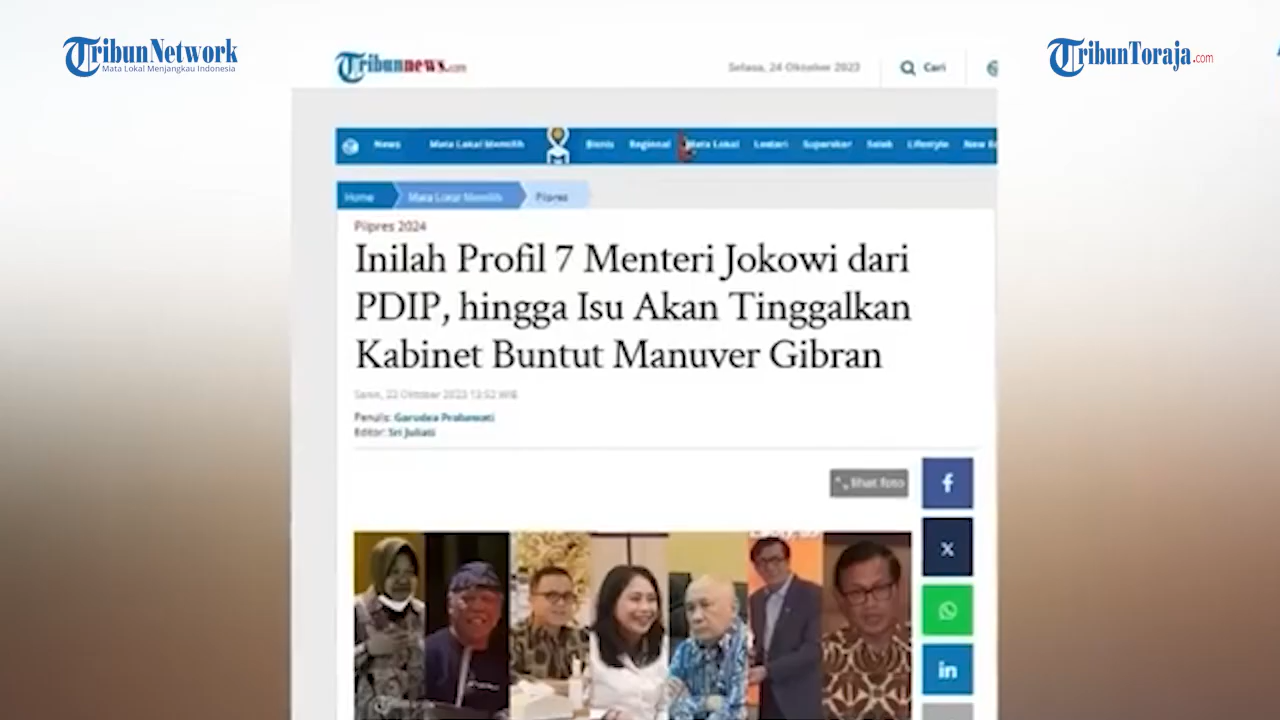 TribunNetwork
Mata Lokal Menjangkau Indonesia
TribunToraja.com
Tribunnews.com
Selasa, 24 Oktober 2023
Cari
News
Mata Lokal Memilih
Bisnis
Regional
Mata Lokal
Lestari
Superskor
Seleb
Lifestyle
New
Home
Mata Lokal Memilih
Pilpres
Pilpres 2024
Inilah Profil 7 Menteri Jokowi dari
PDIP, hingga Isu Akan Tinggalkan
Kabinet Buntut Manuver Gibran
Oktober 2023 13:52 WIB
Penulis: Garudea Prabawati
Editor: Sri Juliati
lihat foto